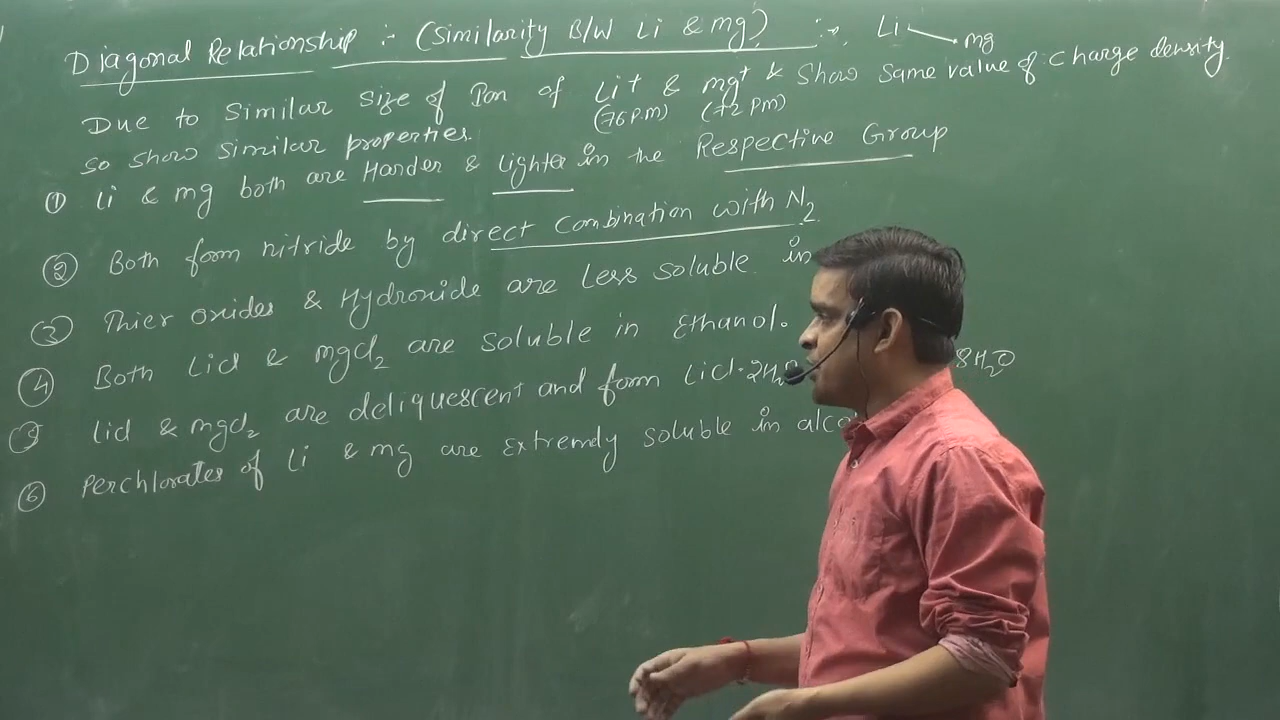 Diagonal Relationship :- (Similarity B/W Li & mg) :-. Li mg
Due to Similar size of Ion of Li+ & mg+ & show same value of charge density.
(76 P.m) (72 Pm)
so show similar properties.
① Li & mg both are Harder & Lighter in the Respective Group
② Both form nitride by direct Combination with N2.
③ Thier oxides & Hydroxide are Less soluble in
④ Both Licl & mgcl2 are soluble in Ethanol.
⑤ Licl & mgcl2 are deliquescent and form Licl.2H2O 8H2O
⑥ Perchlorates of Li & mg are Extremely soluble in